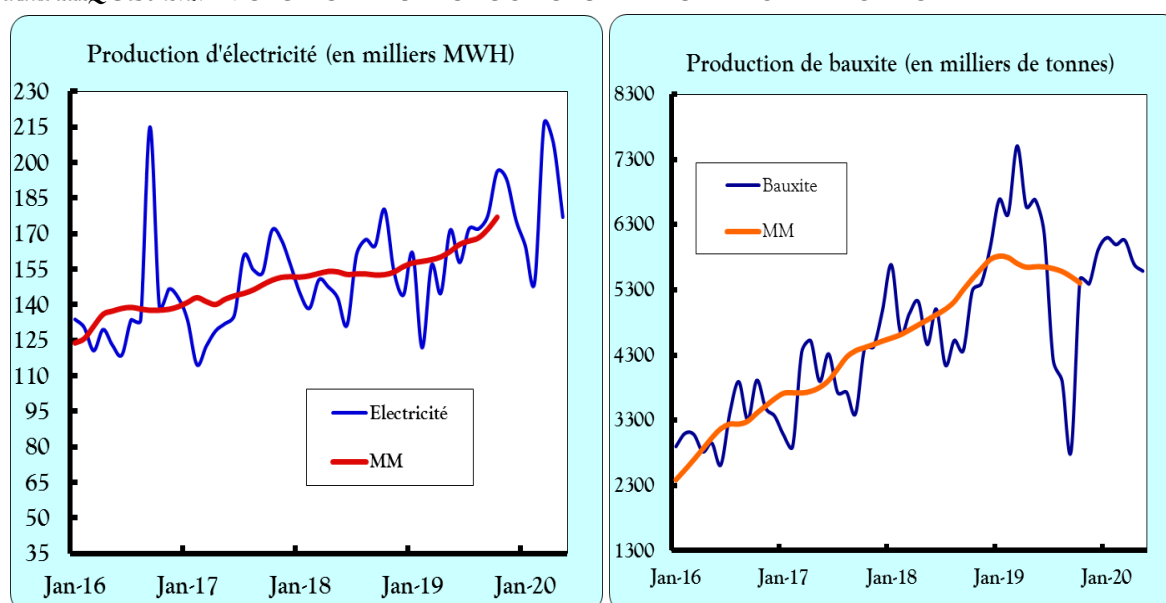 Production d'électricité (en milliers MWH)
230
215
200
185
170
155
140
125
110
95
80
65
50
35
Electricité
MM
Jan-16 Jan-17 Jan-18 Jan-19 Jan-20
Production de bauxite (en milliers de tonnes)
8300
7300
6300
5300
4300
3300
2300
1300
Bauxite
MM
Jan-16 Jan-17 Jan-18 Jan-19 Jan-20